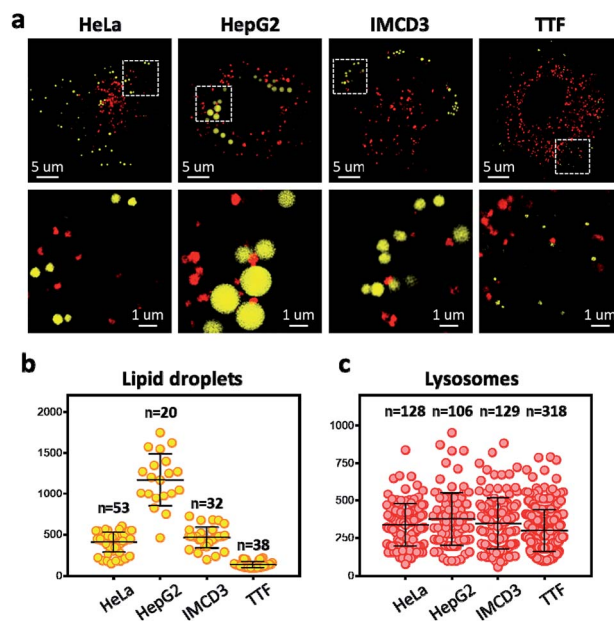 a
HeLa HepG2 IMCD3 TTF
5 um 5 um 5 um 5 um
1 um 1 um 1 um 1 um
b
Lipid droplets
2000
1500
1000
500
0
n=53
n=20
n=32
n=38
HeLa HepG2 IMCD3 TTF
c
Lysosomes
1000
750
500
250
0
n=128 n=106 n=129 n=318
HeLa HepG2 IMCD3 TTF